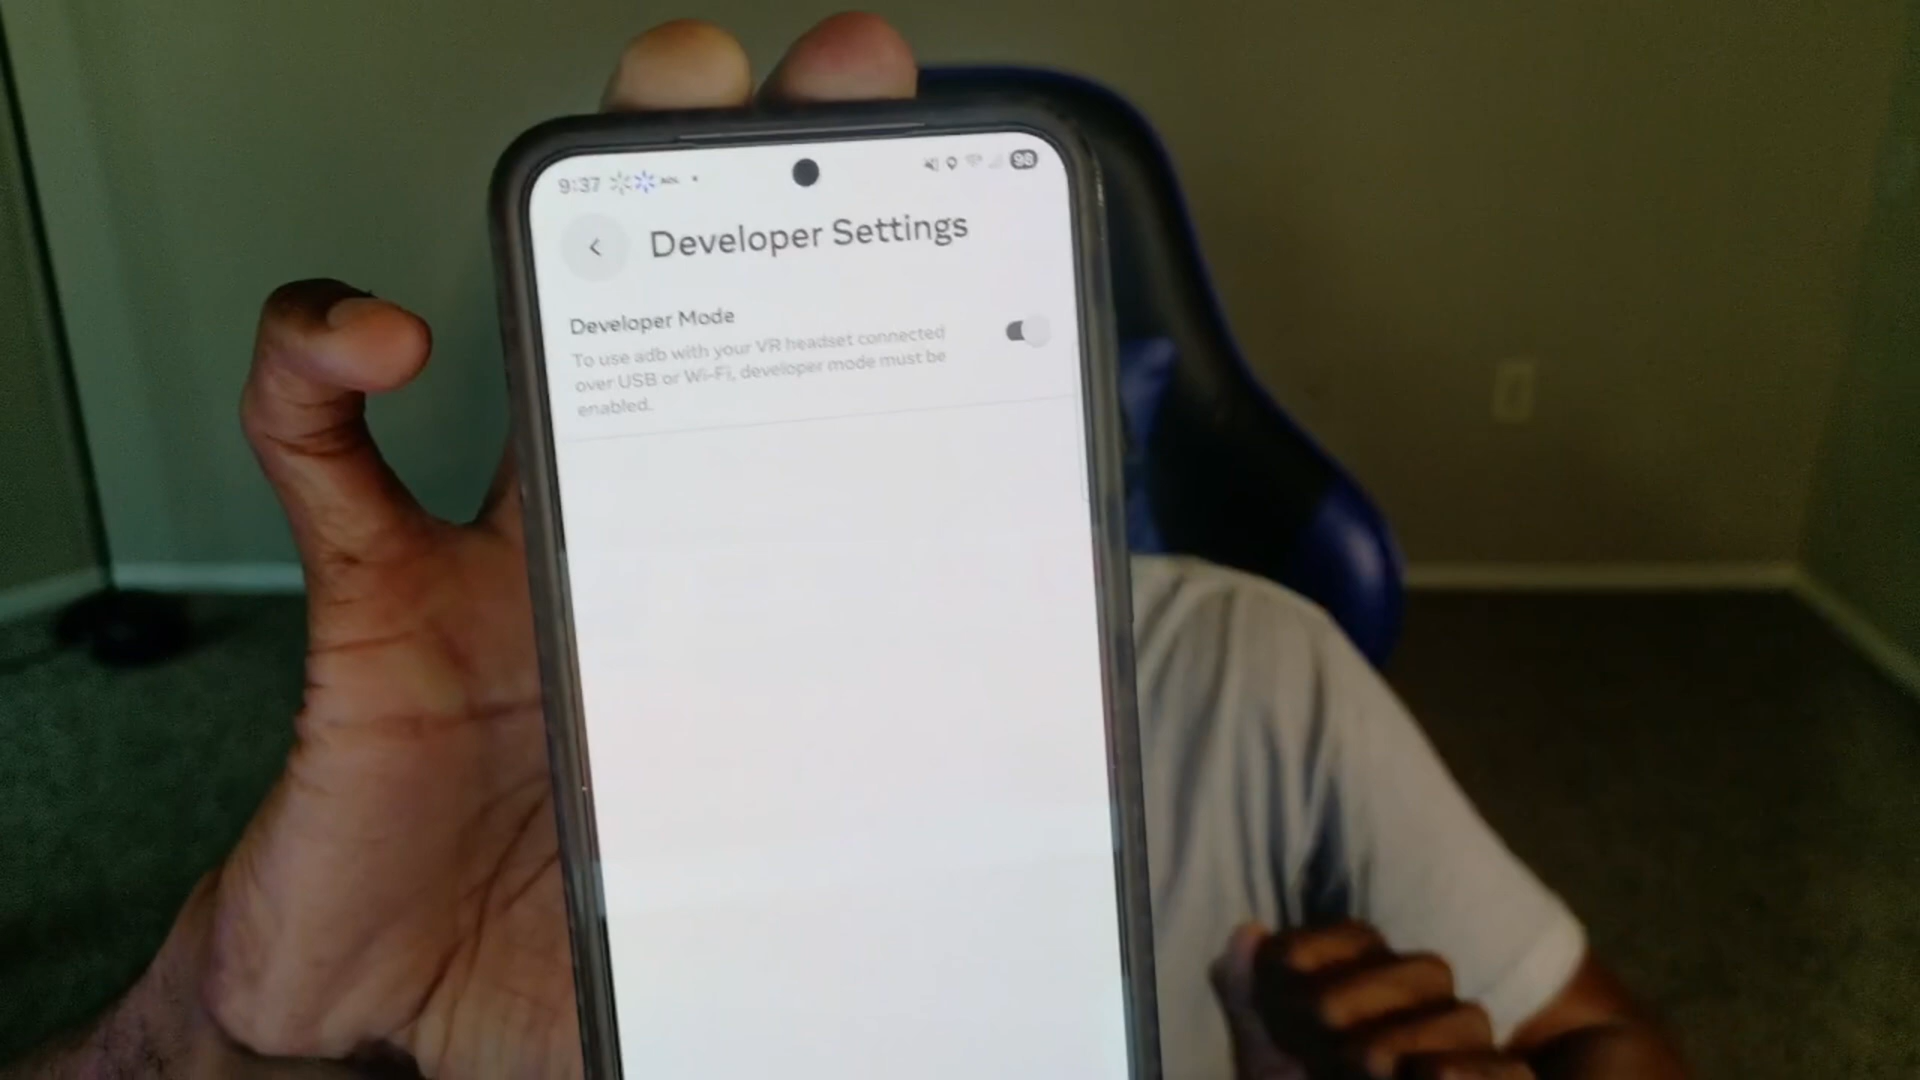 9:37 98
Developer Settings
Developer Mode
To use adb with your VR headset connected
over USB or Wi-Fi, developer mode must be
enabled.